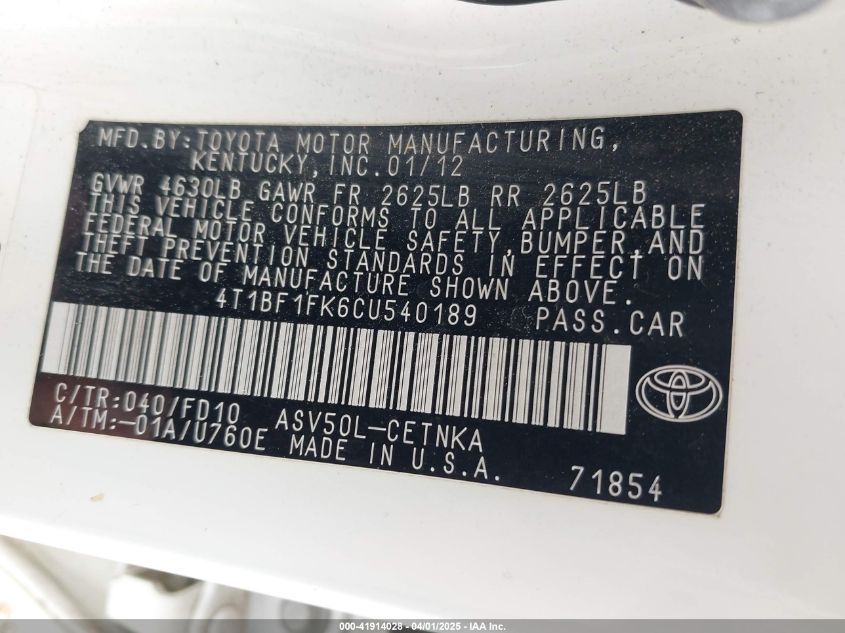 MFD.BY:TOYOTA MOTOR MANUFACTURING,
KENTUCKY,INC.01/12
GVWR 4630LB GAWR FR 2625LB RR 2625LB
THIS VEHICLE CONFORMS TO ALL APPLICABLE
FEDERAL MOTOR VEHICLE SAFETY,BUMPER,AND
THEFT PREVENTION STANDARDS IN EFFECT ON
THE DATE OF MANUFACTURE SHOWN ABOVE.
4T1BF1FK6CU540189 PASS.CAR
C/TR:040/FD10 ASV50L-CETNKA
A/TM:-01A/U760E MADE IN U.S.A.
71854
000-41914028 - 04/01/2025 - IAA Inc.